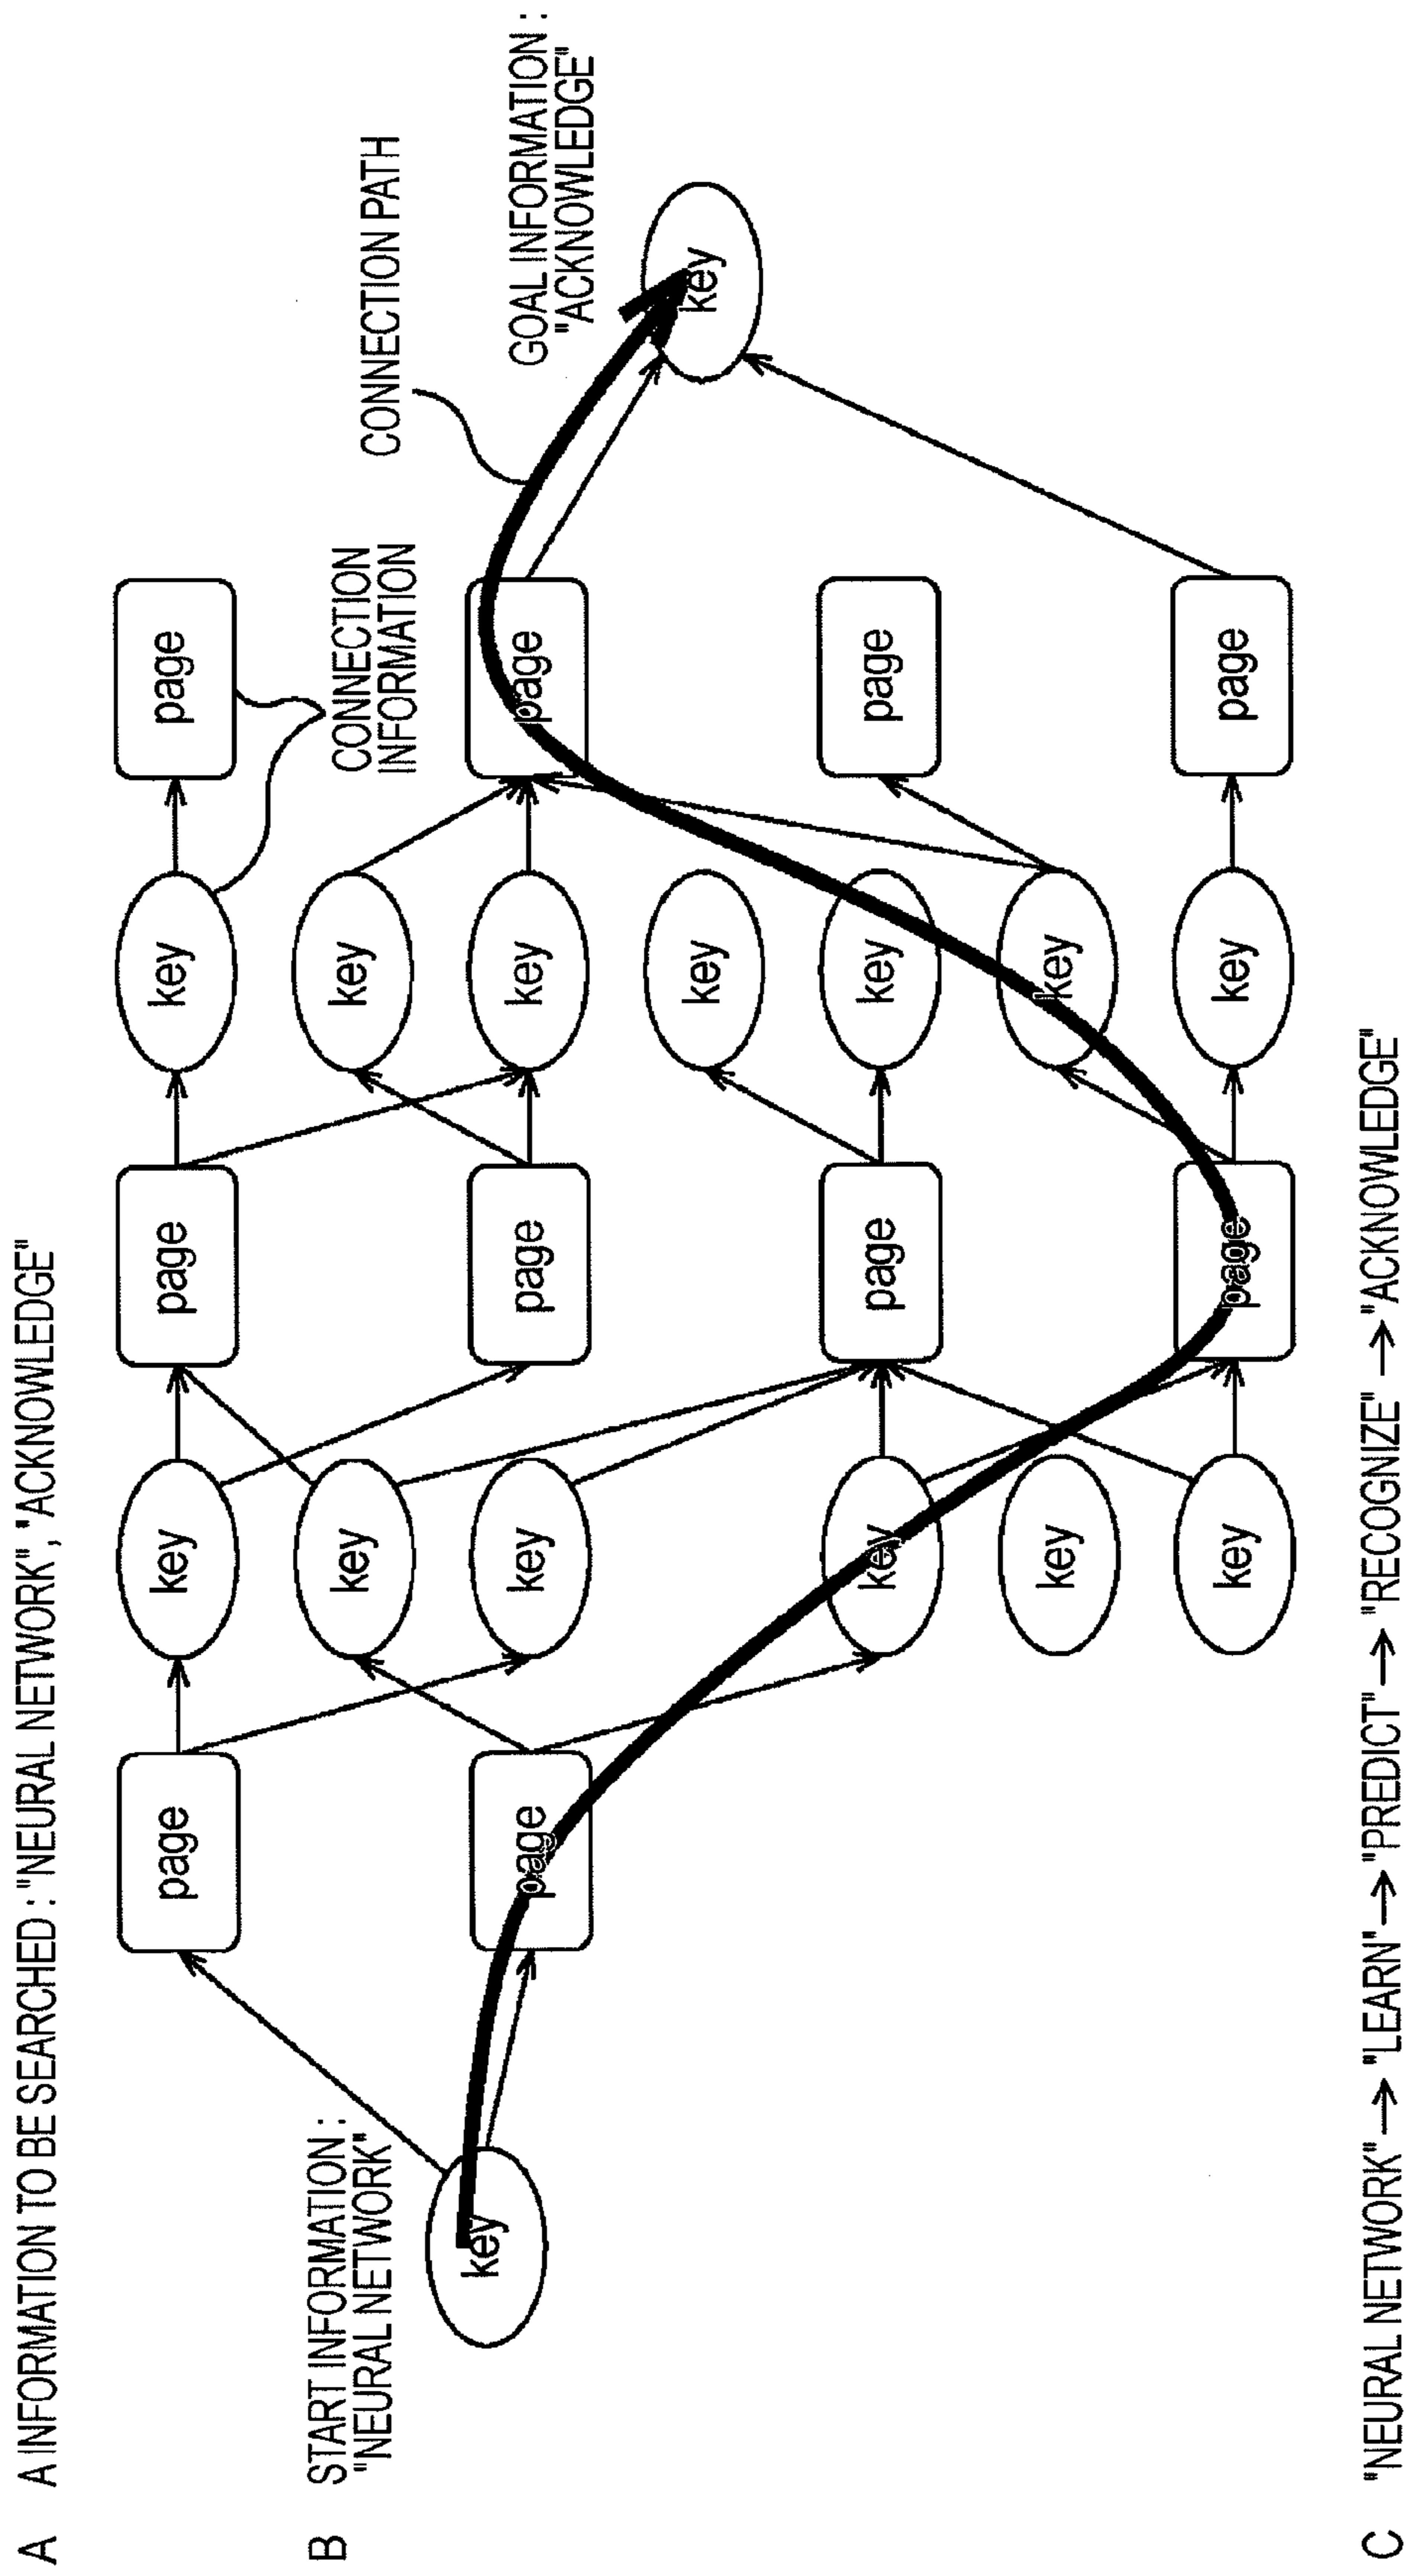 A A INFORMATION TO BE SEARCHED : "NEURAL NETWORK", "ACKNOWLEDGE"
page
key
page
key
page
B START INFORMATION :
"NEURAL NETWORK"
key
key
CONNECTION
INFORMATION
CONNECTION PATH
key
page
key
page
key
page
GOAL INFORMATION :
"ACKNOWLEDGE"
key
key
key
page
key
page
key
key
key
page
key
page
C "NEURAL NETWORK" → "LEARN" → "PREDICT" → "RECOGNIZE" → "ACKNOWLEDGE"